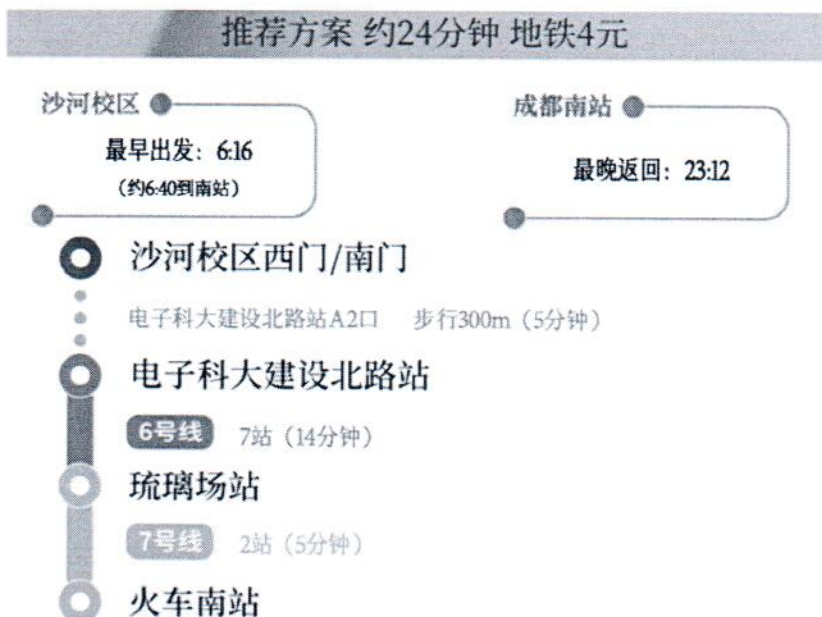 推荐方案 约24分钟 地铁4元
沙河校区
最早出发：6:16
（约6:40到南站）
成都南站
最晚返回：23:12
沙河校区西门/南门
电子科大建设北路站A2口 步行300m（5分钟）
电子科大建设北路站
6号线 7站（14分钟）
琉璃场站
7号线 2站（5分钟）
火车南站